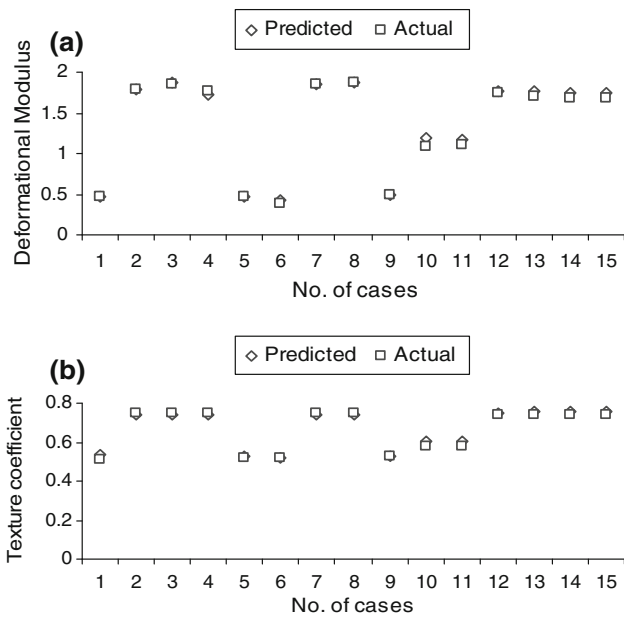 Predicted Actual
(a)
2
1.5
1
0.5
0
Deformational Modulus
1 2 3 4 5 6 7 8 9 10 11 12 13 14 15
No. of cases
Predicted Actual
(b)
0.8
0.6
0.4
0.2
0
Texture coefficient
1 2 3 4 5 6 7 8 9 10 11 12 13 14 15
No. of cases